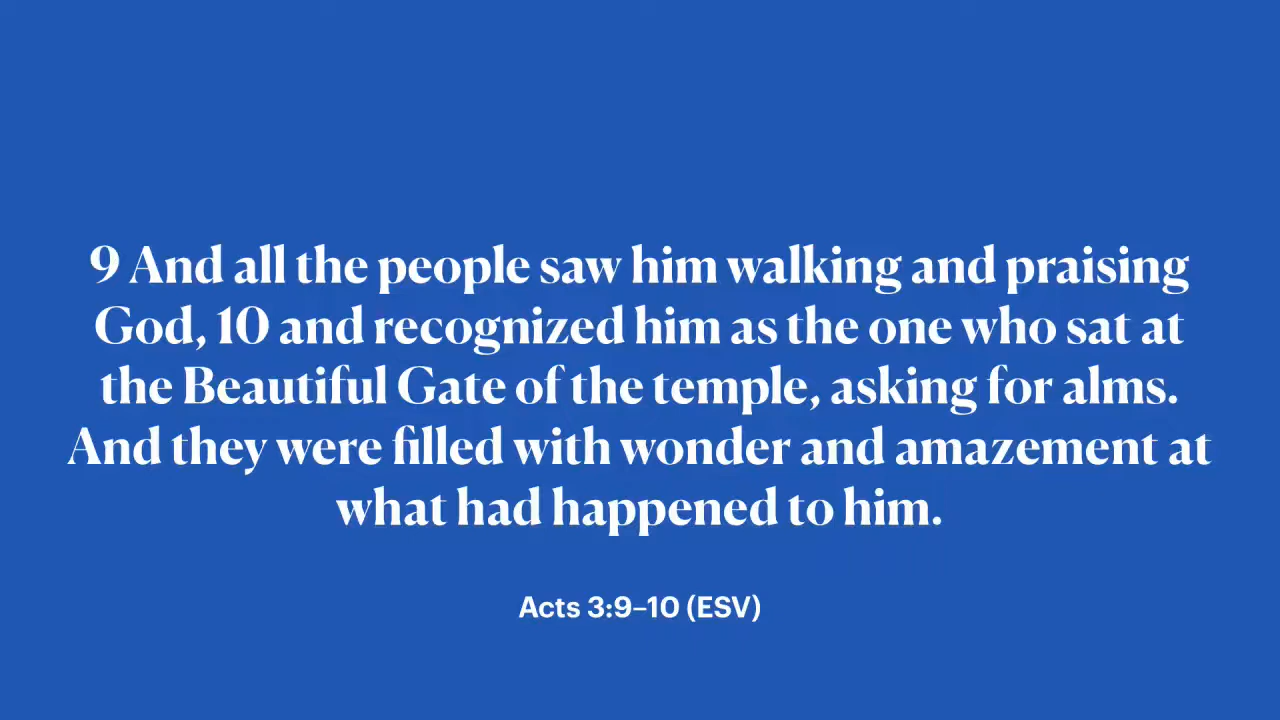 9 And all the people saw him walking and praising
God, 10 and recognized him as the one who sat at
the Beautiful Gate of the temple, asking for alms.
And they were filled with wonder and amazement at
what had happened to him.
Acts 3:9–10 (ESV)